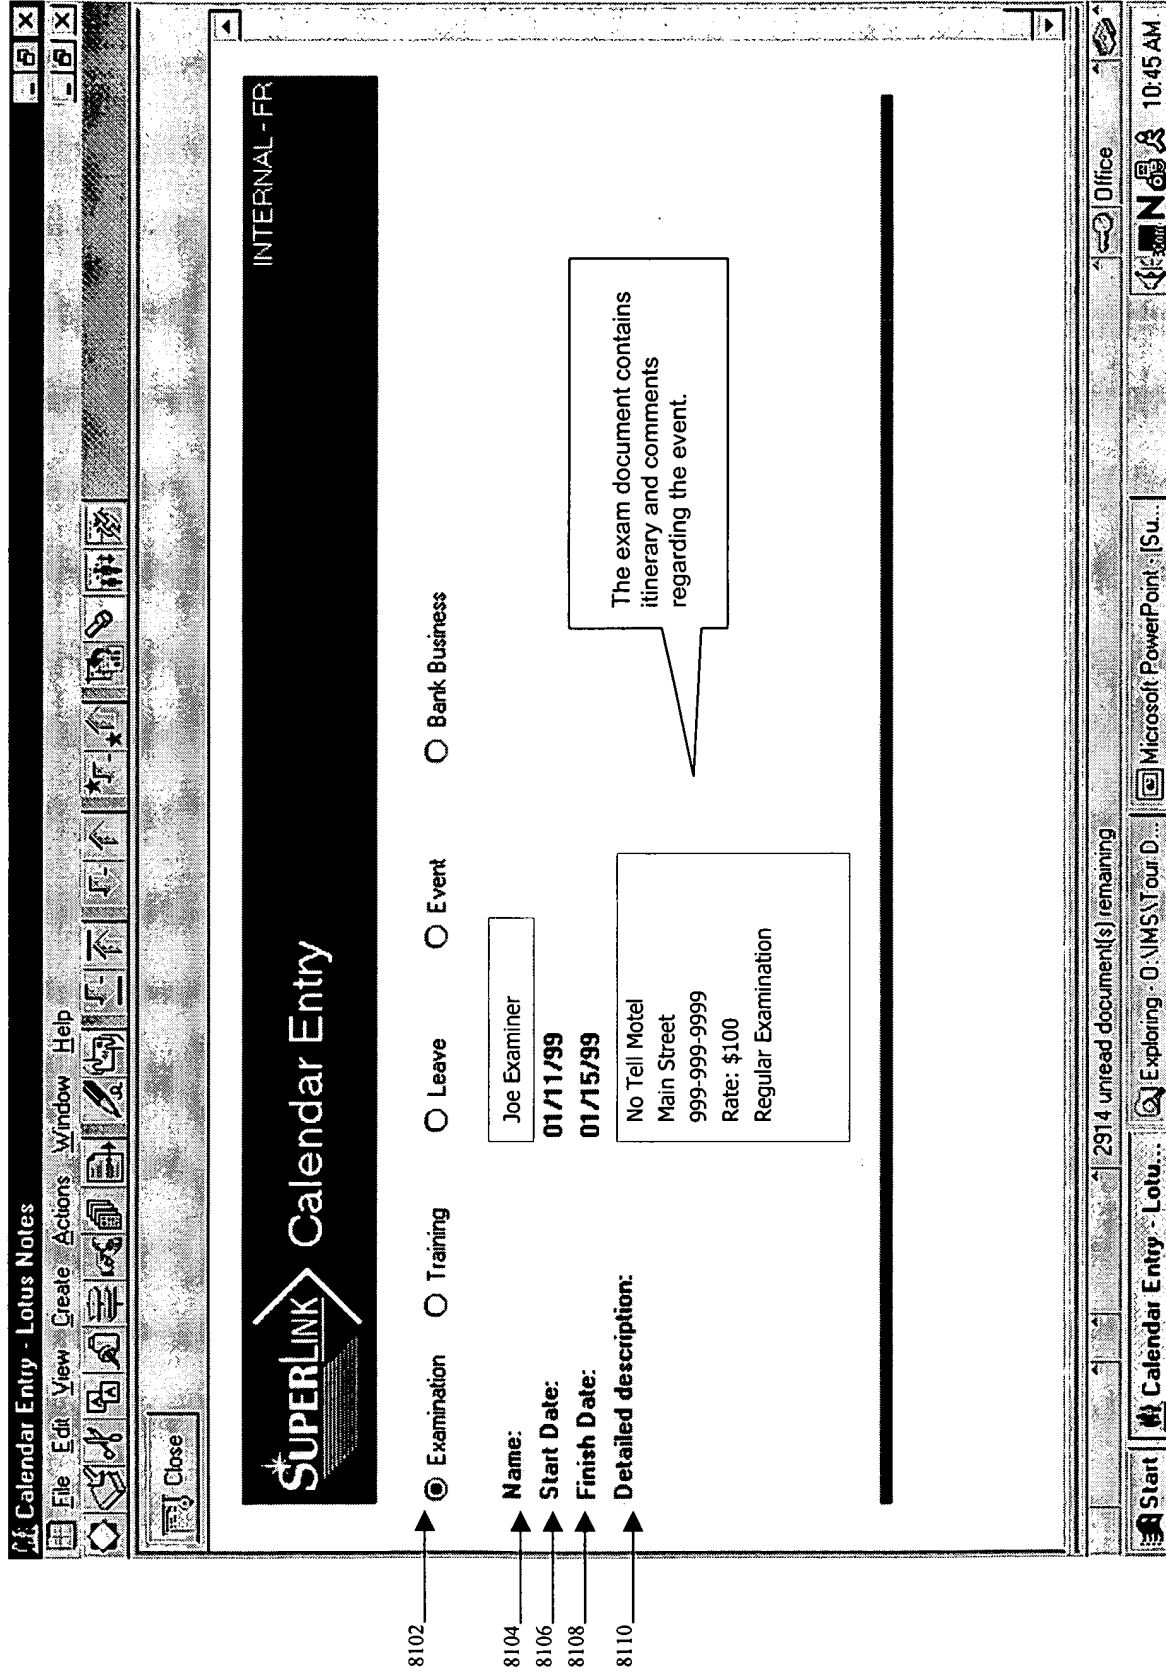 Calendar Entry - Lotus Notes
File Edit View Create Actions Window Help
Close
SUPERLINK Calendar Entry INTERNAL - FR
8102
Examination Training Leave Event Bank Business
8104
Name: Joe Examiner
8106
Start Date: 01/11/99
8108
Finish Date: 01/15/99
8110
Detailed description:
No Tell Motel
Main Street
999-999-9999
Rate: $100
Regular Examination
The exam document contains
itinerary and comments
regarding the event.
2914 unread document(s) remaining Office
Start Calendar Entry - Lotu... Exploring - O:\IMS\Tour D... Microsoft PowerPoint - [Su... 10:45 AM